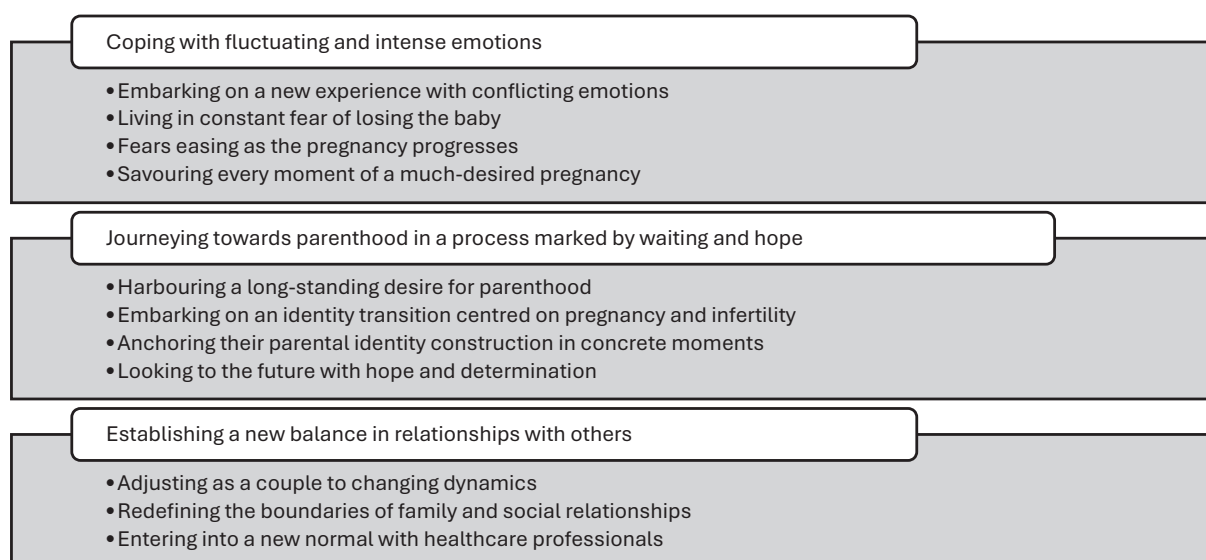 Coping with fluctuating and intense emotions
•Embarking on a new experience with conflicting emotions
•Living in constant fear of losing the baby
•Fears easing as the pregnancy progresses
•Savouring every moment of a much-desired pregnancy
Journeying towards parenthood in a process marked by waiting and hope
•Harbouring a long-standing desire for parenthood
•Embarking on an identity transition centred on pregnancy and infertility
•Anchoring their parental identity construction in concrete moments
•Looking to the future with hope and determination
Establishing a new balance in relationships with others
•Adjusting as a couple to changing dynamics
•Redefining the boundaries of family and social relationships
•Entering into a new normal with healthcare professionals